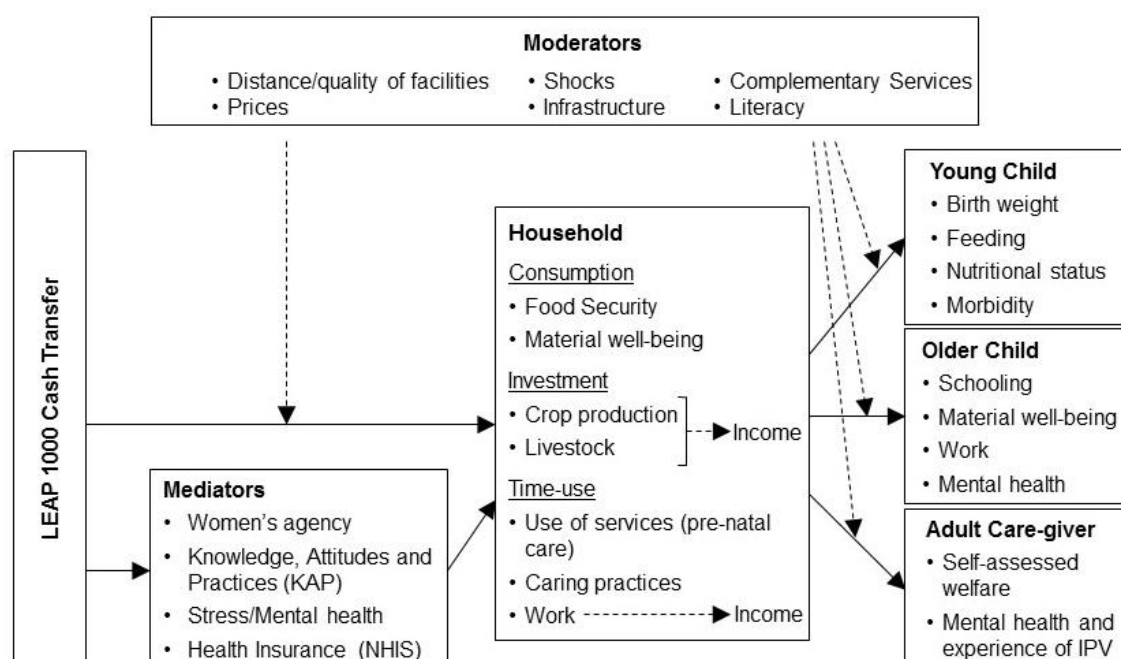 Moderators
• Distance/quality of facilities
• Prices
• Shocks
• Infrastructure
• Complementary Services
• Literacy
LEAP 1000 Cash Transfer
Mediators
• Women's agency
• Knowledge, Attitudes and
Practices (KAP)
• Stress/Mental health
• Health Insurance (NHIS)
Household
Consumption
• Food Security
• Material well-being
Investment
• Crop production
• Livestock
Income
Time-use
• Use of services (pre-natal
care)
• Caring practices
• Work
Income
Young Child
• Birth weight
• Feeding
• Nutritional status
• Morbidity
Older Child
• Schooling
• Material well-being
• Work
• Mental health
Adult Care-giver
• Self-assessed
welfare
• Mental health and
experience of IPV